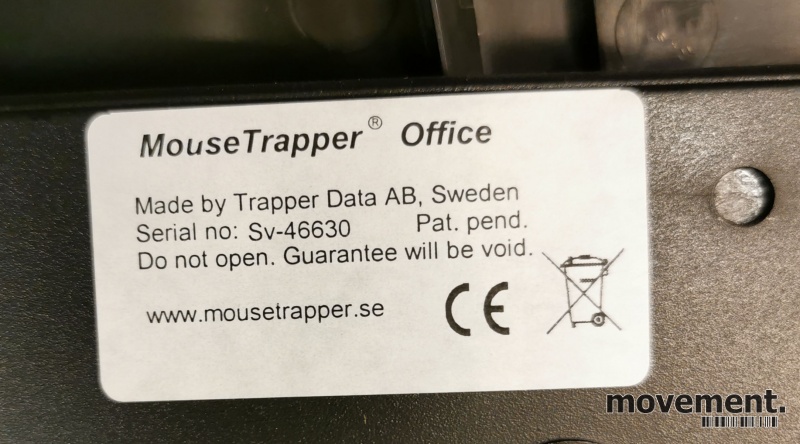 MouseTrapper® Office
Made by Trapper Data AB, Sweden
Serial no: Sv-46630 Pat. pend.
Do not open. Guarantee will be void.
www.mousetrapper.se CE
movement.